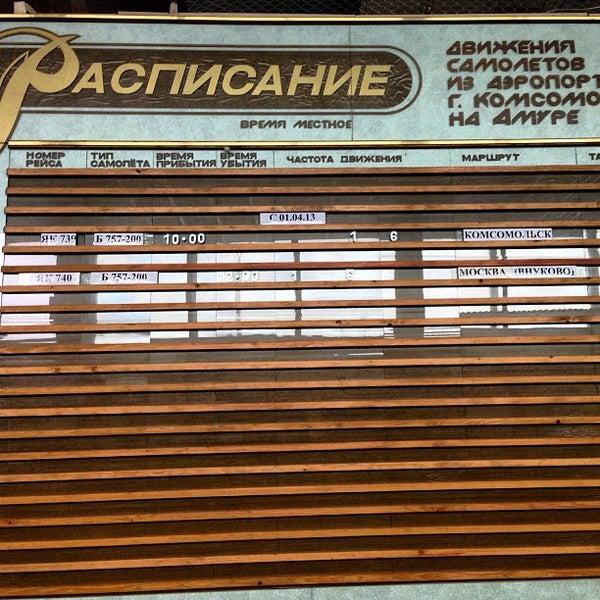 РАСПИСАНИЕ
ДВИЖЕНИЯ
САМОЛЕТОВ
ИЗ АЭРОПОРТ
Г. КОМСОМО
НА АМУРЕ
ВРЕМЯ МЕСТНОЕ
НОМЕР РЕЙСА ТИП САМОЛЁТА ВРЕМЯ ПРИБЫТИЯ ВРЕМЯ УБЫТИЯ ЧАСТОТА ДВИЖЕНИЯ МАРШРУТ ТА
С 01.04.13
ЯК 739 Б 757-200 10·00 1 6 КОМСОМОЛЬСК
ЯК 740 Б 757-200 6 МОСКВА (ВНУКОВО)